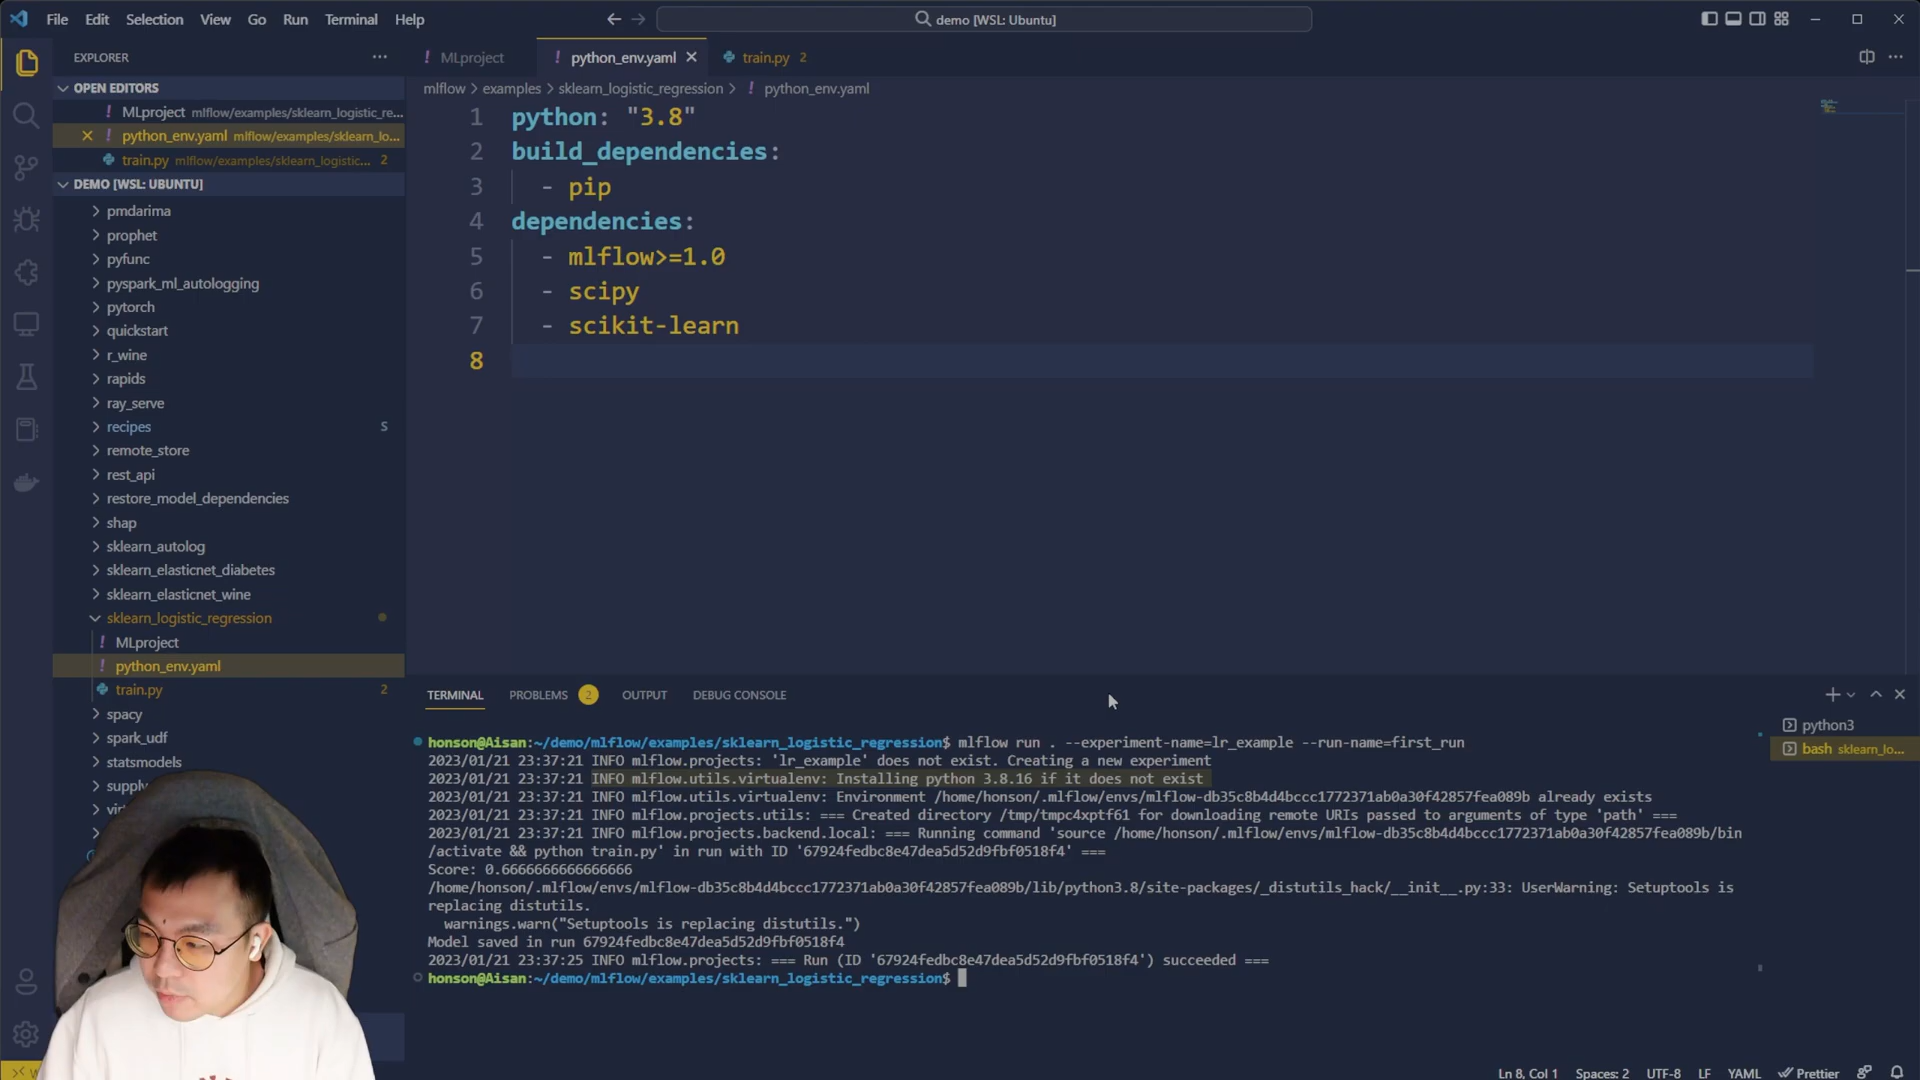 File Edit Selection View Go Run Terminal Help
demo [WSL: Ubuntu]
EXPLORER
MLproject
python_env.yaml
train.py 2
OPEN EDITORS
MLproject mlflow/examples/sklearn_logistic_re...
python_env.yaml mlflow/examples/sklearn_lo...
train.py mlflow/examples/sklearn_logistic... 2
DEMO [WSL: UBUNTU]
pmdarima
prophet
pyfunc
pyspark_ml_autologging
pytorch
quickstart
r_wine
rapids
ray_serve
recipes S
remote_store
rest_api
restore_model_dependencies
shap
sklearn_autolog
sklearn_elasticnet_diabetes
sklearn_elasticnet_wine
sklearn_logistic_regression
MLproject
python_env.yaml
train.py 2
spacy
spark_udf
statsmodels
mlflow > examples > sklearn_logistic_regression > ! python_env.yaml
1 python: "3.8"
2 build_dependencies:
3 - pip
4 dependencies:
5 - mlflow>=1.0
6 - scipy
7 - scikit-learn
8
TERMINAL PROBLEMS 2 OUTPUT DEBUG CONSOLE
python3
bash sklearn_lo...
honson@Aisan:~/demo/mlflow/examples/sklearn_logistic_regression$ mlflow run . --experiment-name=lr_example --run-name=first_run
2023/01/21 23:37:21 INFO mlflow.projects: 'lr_example' does not exist. Creating a new experiment
2023/01/21 23:37:21 INFO mlflow.utils.virtualenv: Installing python 3.8.16 if it does not exist
2023/01/21 23:37:21 INFO mlflow.utils.virtualenv: Environment /home/honson/.mlflow/envs/mlflow-db35c8b4d4bccc1772371ab0a30f42857fea089b already exists
2023/01/21 23:37:21 INFO mlflow.projects.utils: === Created directory /tmp/tmpc4xptf61 for downloading remote URIs passed to arguments of type 'path' ===
2023/01/21 23:37:21 INFO mlflow.projects.backend.local: === Running command 'source /home/honson/.mlflow/envs/mlflow-db35c8b4d4bccc1772371ab0a30f42857fea089b/bin
/activate && python train.py' in run with ID '67924fedbc8e47dea5d52d9fbf0518f4' ===
Score: 0.6666666666666666
/home/honson/.mlflow/envs/mlflow-db35c8b4d4bccc1772371ab0a30f42857fea089b/lib/python3.8/site-packages/_distutils_hack/__init__.py:33: UserWarning: Setuptools is
replacing distutils.
warnings.warn("Setuptools is replacing distutils.")
Model saved in run 67924fedbc8e47dea5d52d9fbf0518f4
2023/01/21 23:37:25 INFO mlflow.projects: === Run (ID '67924fedbc8e47dea5d52d9fbf0518f4') succeeded ===
honson@Aisan:~/demo/mlflow/examples/sklearn_logistic_regression$
Ln 8, Col 1 Spaces: 2 UTF-8 LF YAML Prettier